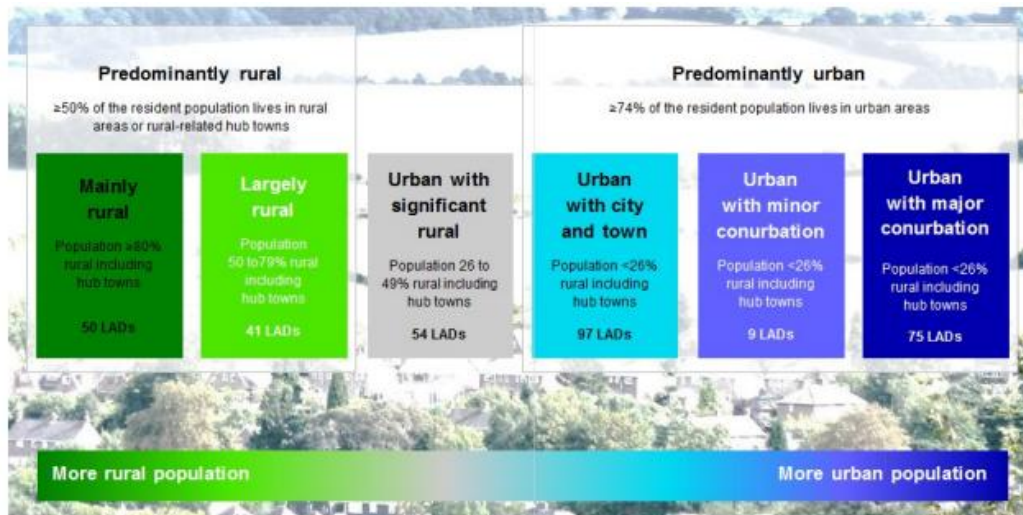 Predominantly rural
≥50% of the resident population lives in rural
areas or rural-related hub towns
Predominantly urban
≥74% of the resident population lives in urban areas
Mainly
rural
Population ≥80%
rural including
hub towns
50 LADs
Largely
rural
Population
50 to79% rural
including
hub towns
41 LADs
Urban with
significant
rural
Population 26 to
49% rural including
hub towns
54 LADs
Urban
with city
and town
Population <26%
rural including
hub towns
97 LADs
Urban
with minor
conurbation
Population <26%
rural including
hub towns
9 LADs
Urban
with major
conurbation
Population <26%
rural including
hub towns
75 LADs
More rural population
More urban population